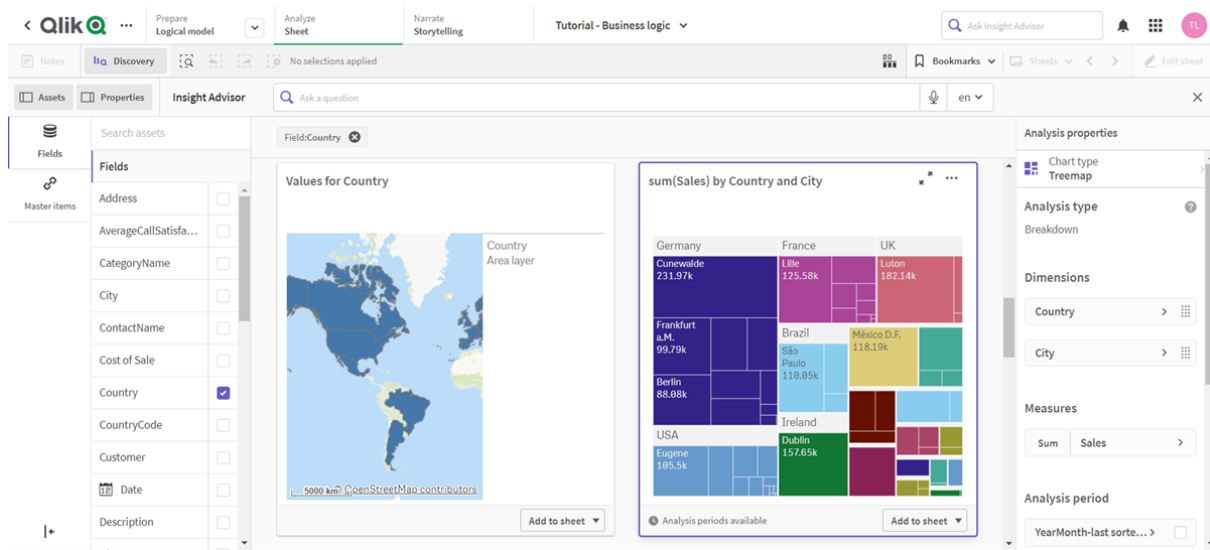 Qlik
Prepare
Logical model
Analyze
Sheet
Narrate
Storytelling
Tutorial - Business logic
Ask Insight Advisor
TL
Notes
Discovery
No selections applied
Bookmarks
Sheets
Edit sheet
Assets
Properties
Insight Advisor
Ask a question
en
Fields
Master items
Search assets
Fields
Address
AverageCallSatisfa...
CategoryName
City
ContactName
Cost of Sale
Country
CountryCode
Customer
Date
Description
Field:Country
Values for Country
Country
Area layer
5000 km
© OpenStreetMap contributors
Add to sheet
sum(Sales) by Country and City
Germany
Cunewalde
231.97k
Frankfurt
a.M.
99.79k
Berlin
88.08k
USA
Eugene
105.5k
France
Lille
125.58k
UK
Luton
182.14k
Brazil
São
Paulo
110.05k
México D.F.
118.19k
Ireland
Dublin
157.65k
Analysis periods available
Add to sheet
Analysis properties
Chart type
Treemap
Analysis type
Breakdown
Dimensions
Country
City
Measures
Sum
Sales
Analysis period
YearMonth-last sorte...